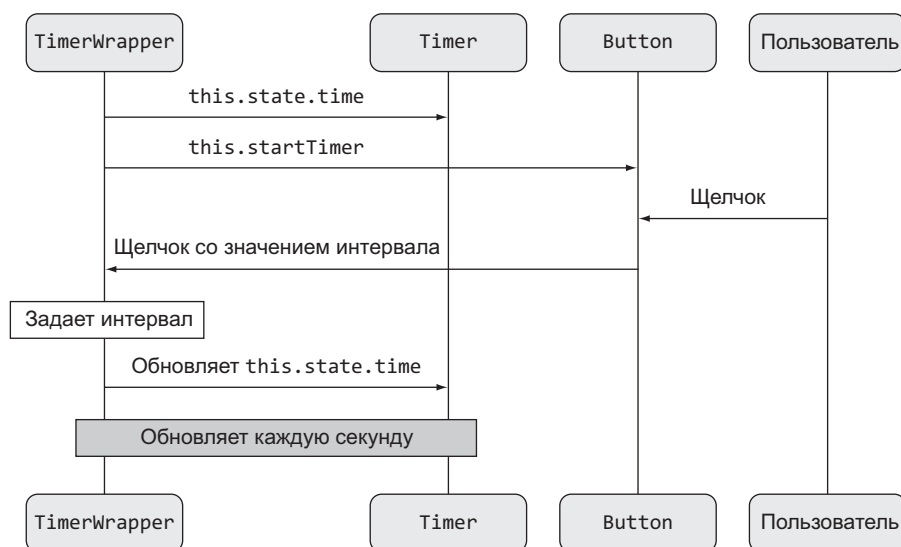 TimerWrapper
Timer
Button
Пользователь
this.state.time
this.startTimer
Щелчок
Щелчок со значением интервала
Задает интервал
Обновляет this.state.time
Обновляет каждую секунду
TimerWrapper
Timer
Button
Пользователь